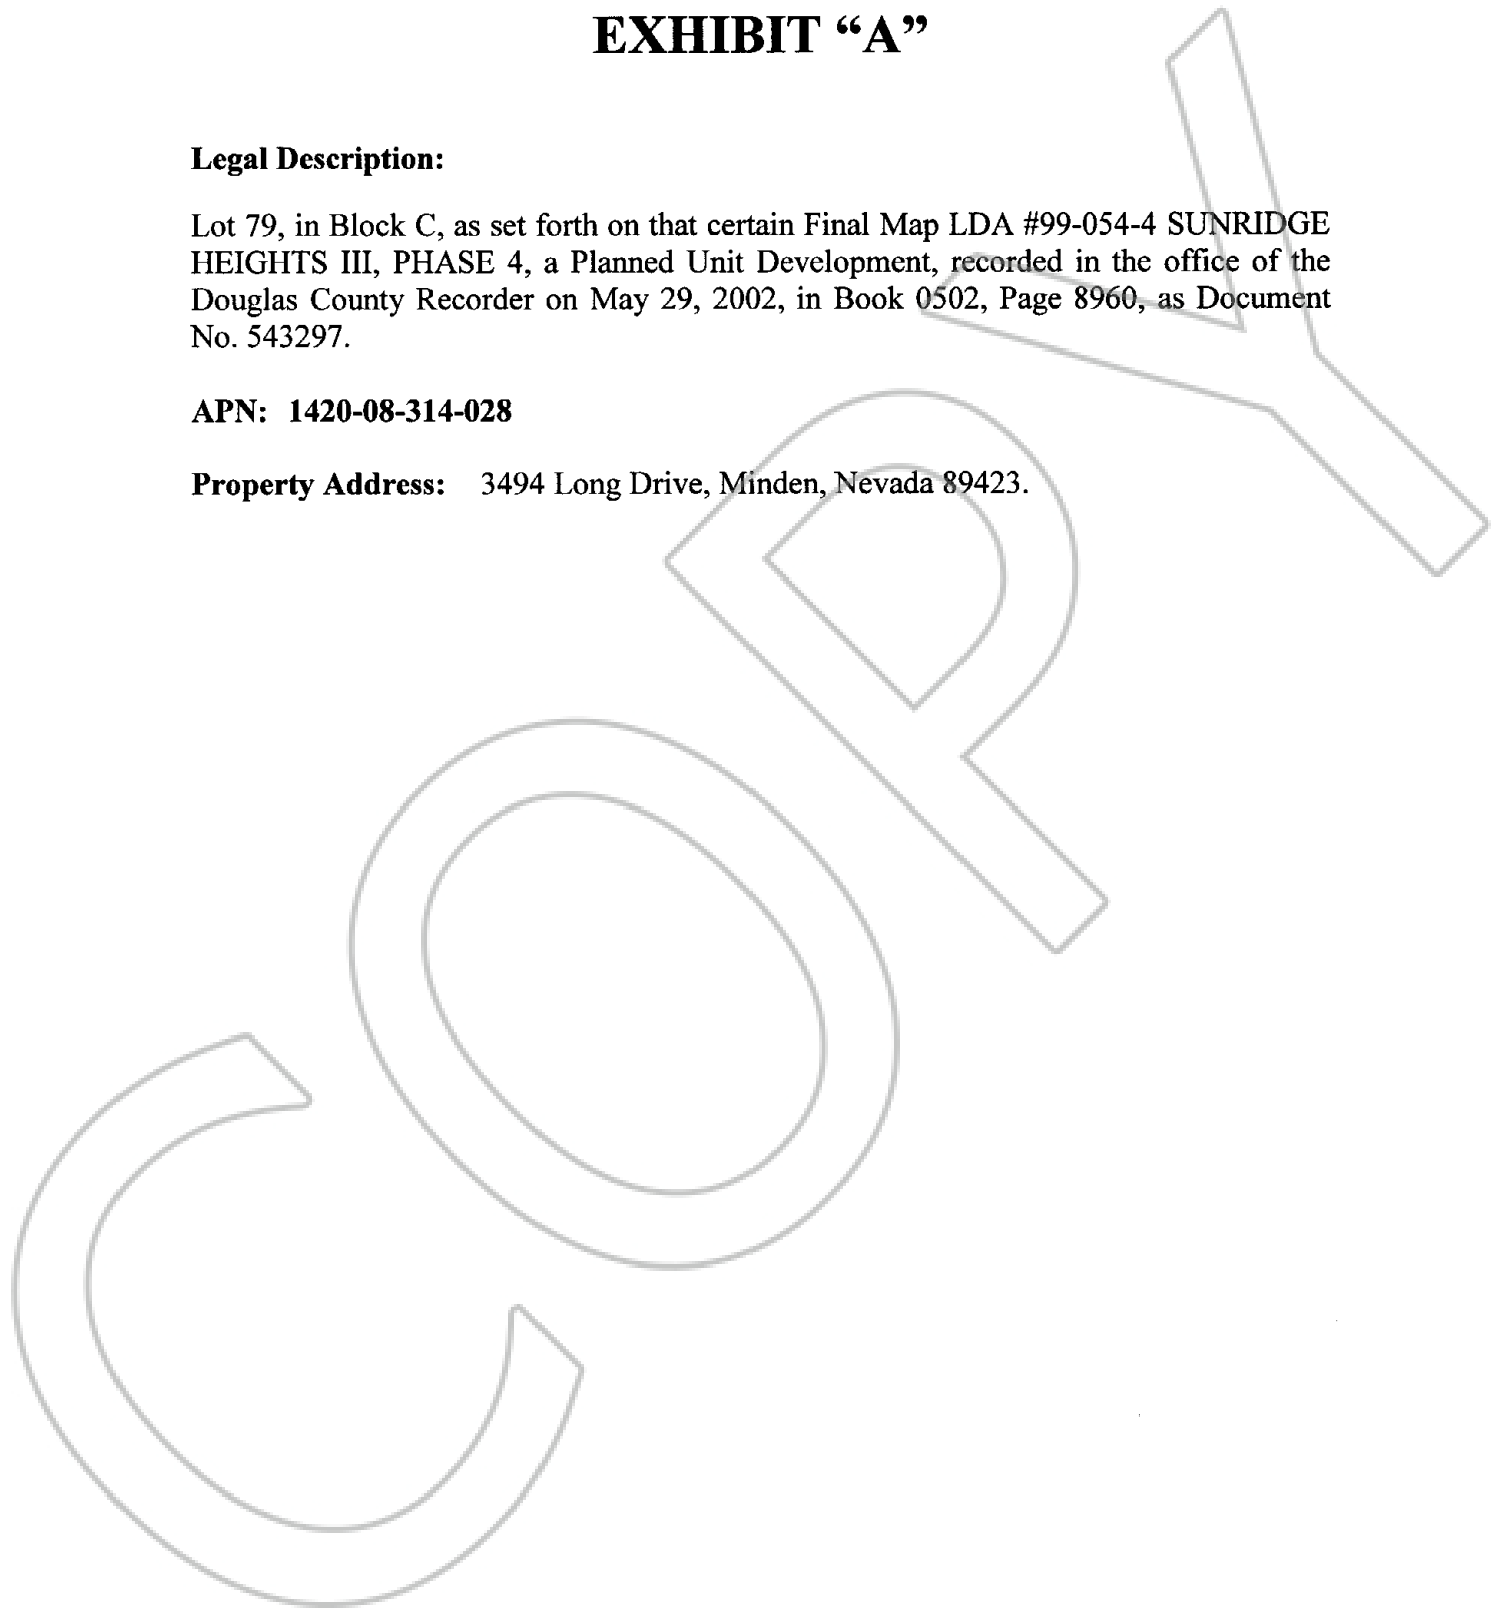 EXHIBIT “A”
Legal Description:
Lot 79, in Block C, as set forth on that certain Final Map LDA #99-054-4 SUNRIDGE
HEIGHTS III, PHASE 4, a Planned Unit Development, recorded in the office of the
Douglas County Recorder on May 29, 2002, in Book 0502, Page 8960, as Document
No. 543297.
APN: 1420-08-314-028
Property Address: 3494 Long Drive, Minden, Nevada 89423.
COPY